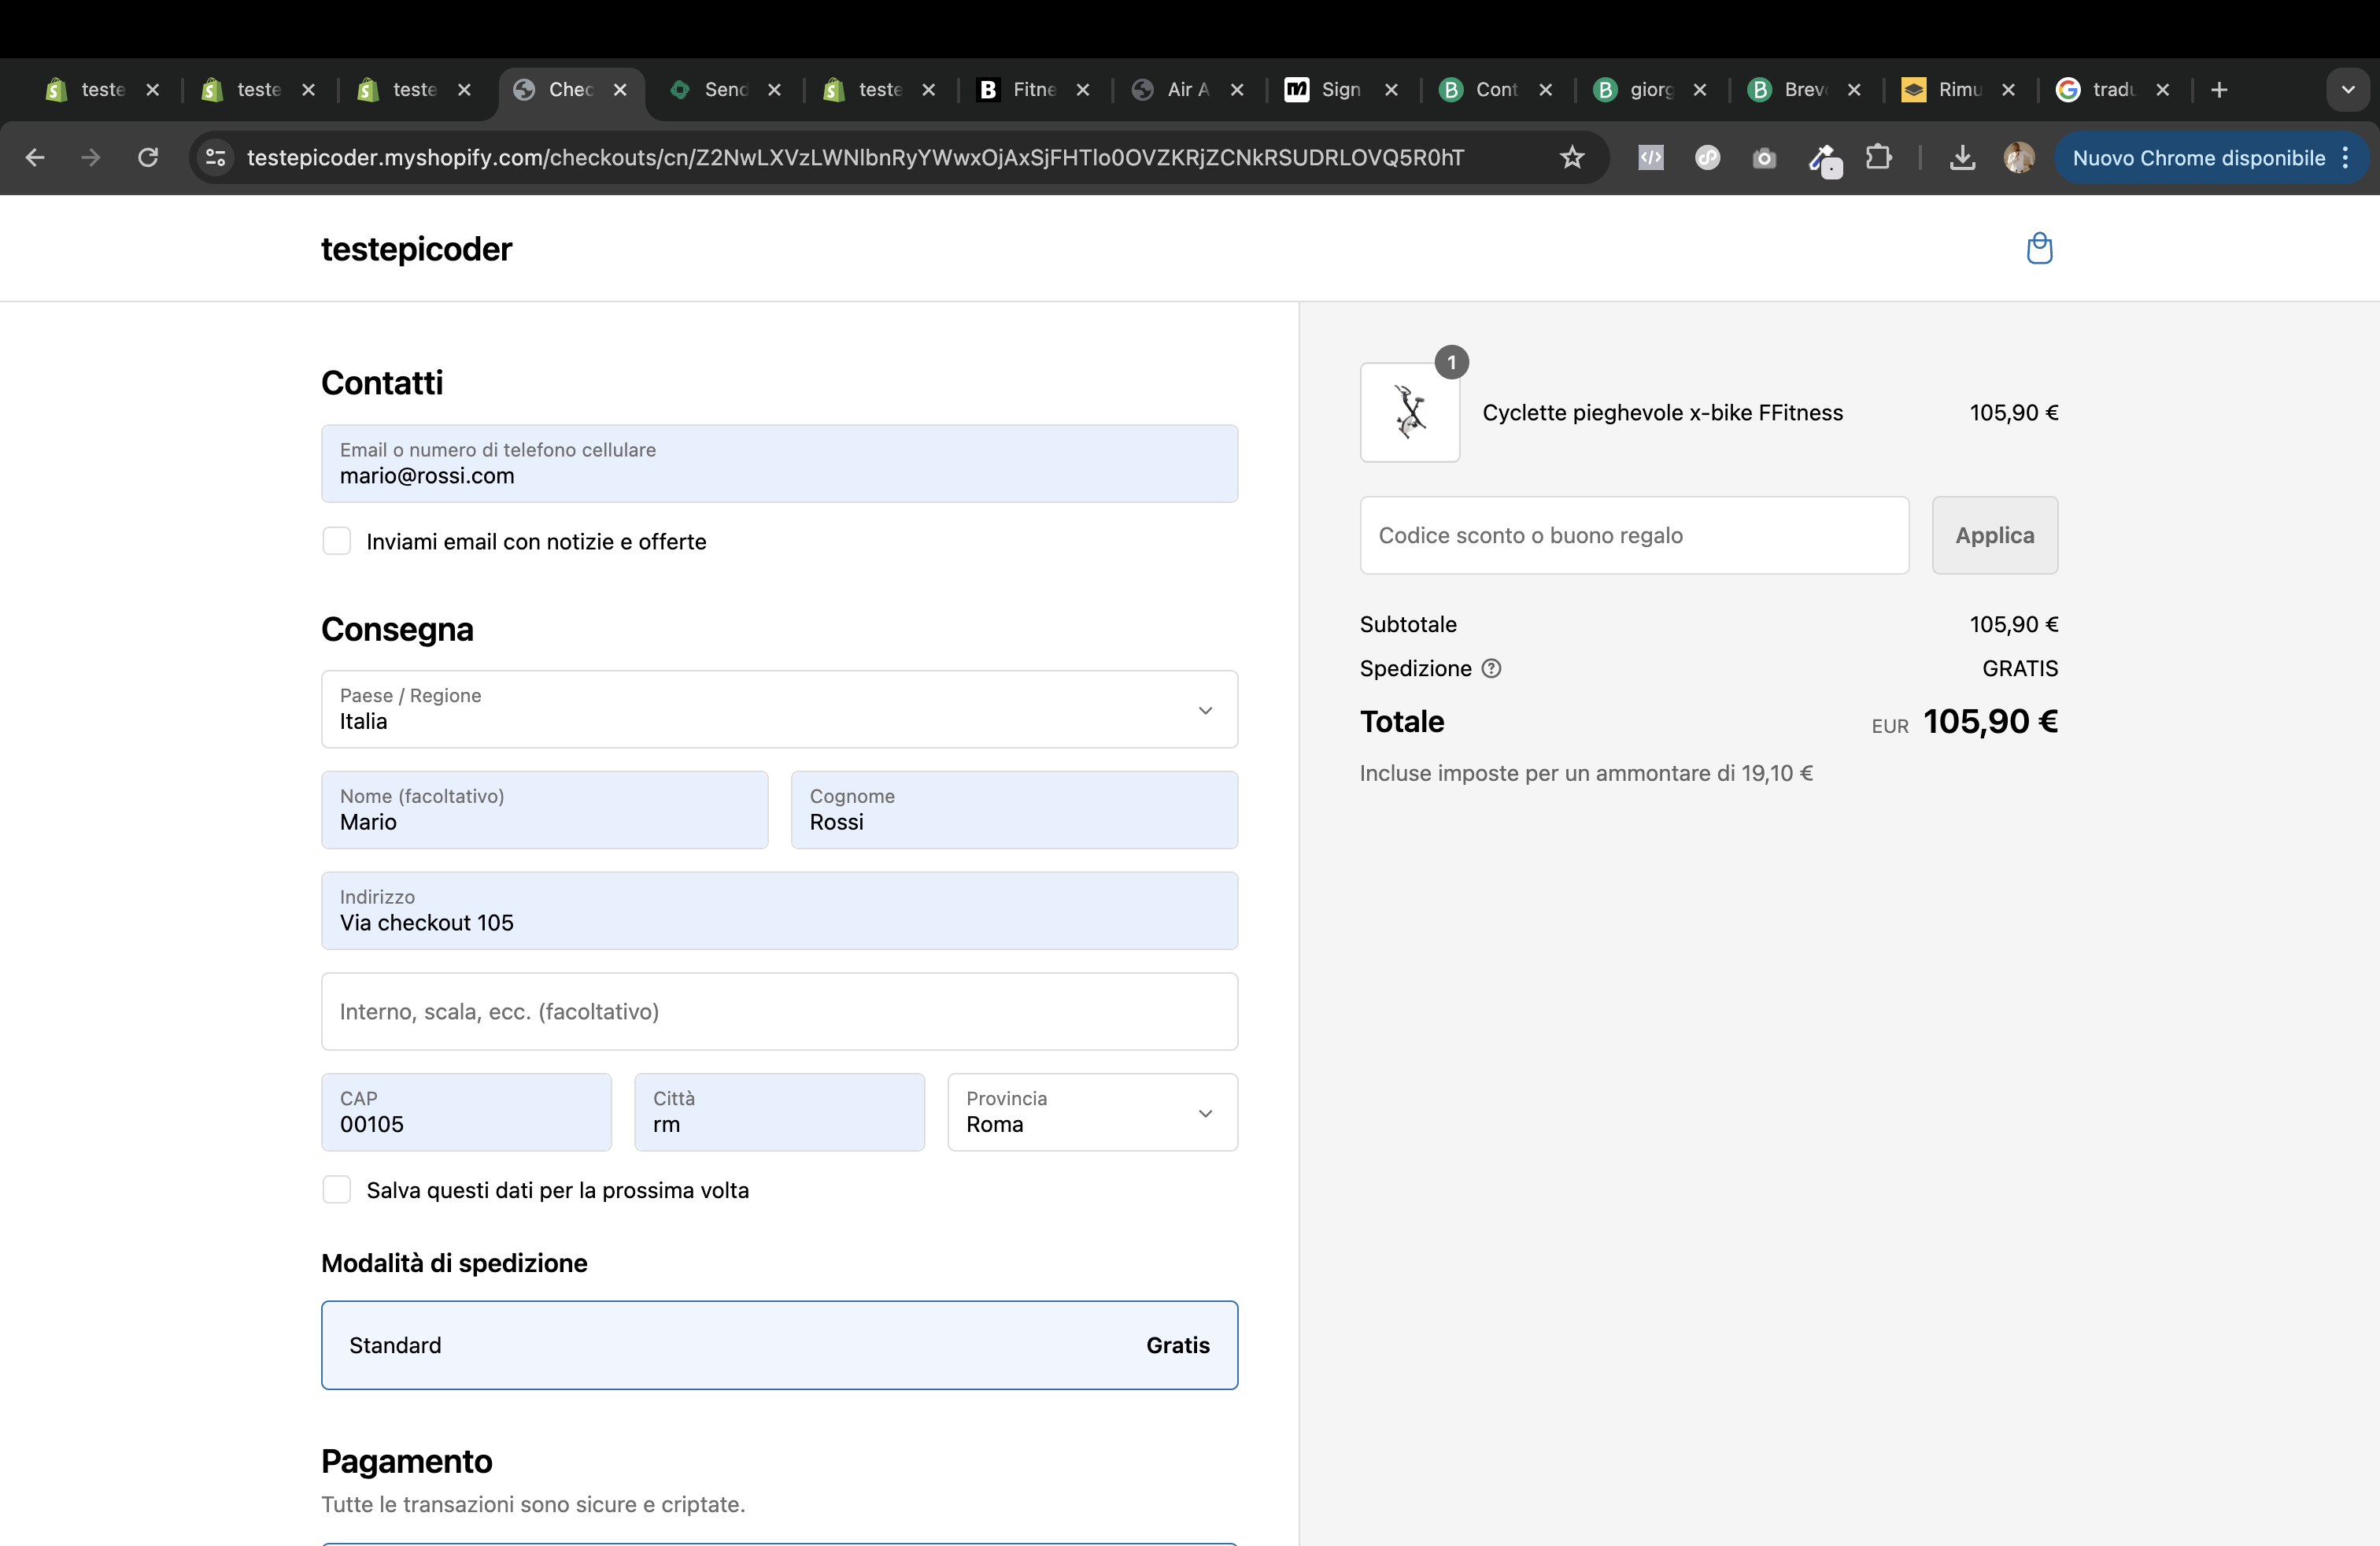 teste
teste
teste
Chec
Send
teste
Fitne
Air A
Sign
Cont
giorg
Brev
Rimu
tradu
testepicoder.myshopify.com/checkouts/cn/Z2NwLXVzLWNlbnRyYWwxOjAxSjFHTlo0OVZKRjZCNkRSUDRLOVQ5R0hT
Nuovo Chrome disponibile
testepicoder
Contatti
Email o numero di telefono cellulare
mario@rossi.com
Inviami email con notizie e offerte
Consegna
Paese / Regione
Italia
Nome (facoltativo)
Mario
Cognome
Rossi
Indirizzo
Via checkout 105
Interno, scala, ecc. (facoltativo)
CAP
00105
Città
rm
Provincia
Roma
Salva questi dati per la prossima volta
Modalità di spedizione
Standard
Gratis
Pagamento
Tutte le transazioni sono sicure e criptate.
1
Cyclette pieghevole x-bike FFitness
105,90 €
Codice sconto o buono regalo
Applica
Subtotale
105,90 €
Spedizione
GRATIS
Totale
EUR 105,90 €
Incluse imposte per un ammontare di 19,10 €